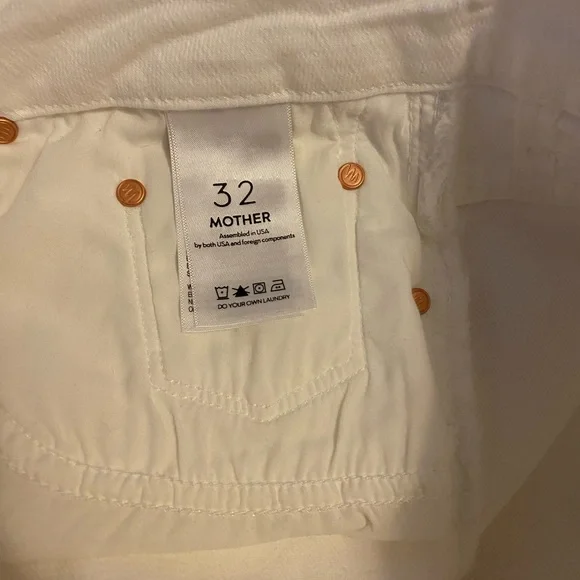 32
MOTHER
Assembled in USA
by both USA and foreign components
DO YOUR OWN LAUNDRY